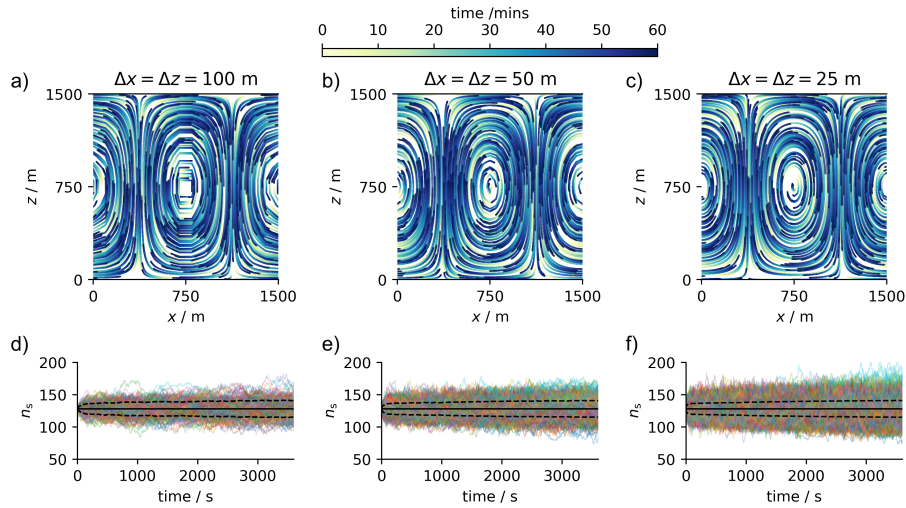 time /mins
0 10 20 30 40 50 60
a) Δx = Δz = 100 m b) Δx = Δz = 50 m c) Δx = Δz = 25 m
1500 1500 1500
z / m z / m z / m
750 750 750
0 0 0
0 750 1500 0 750 1500 0 750 1500
x / m x / m x / m
d) e) f)
200 200 200
150 150 150
nₛ nₛ nₛ
100 100 100
50 50 50
0 1000 2000 3000 0 1000 2000 3000 0 1000 2000 3000
time / s time / s time / s